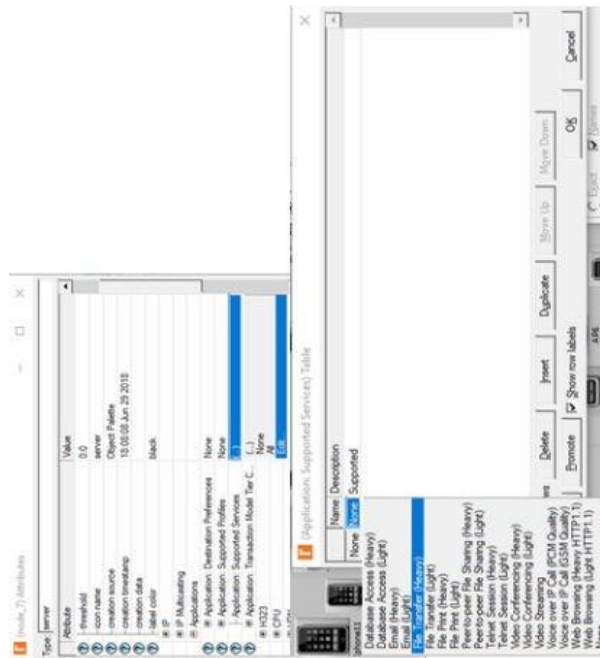 (node_7) Attributes
Type: server
Attribute Value
threshold 0.0
icon name server
creation source Object Palette
creation timestamp 18:08:08 Jun 29 2018
creation data
label color black
IP
IP Multicasting
Applications
Application: Destination Preferences None
Application: Supported Profiles None
Application: Supported Services (...)
Application: Transaction Model Tier C... (...)
None
H323 All
CPU Edit
(Application: Supported Services) Table
Name Description
None None Supported
phone11
Database Access (Heavy)
Database Access (Light)
Email (Heavy)
Email (Light)
File Transfer (Heavy)
File Transfer (Light)
File Print (Heavy)
File Print (Light)
Peer-to-peer File Sharing (Heavy)
Peer-to-peer File Sharing (Light)
Telnet Session (Heavy)
Telnet Session (Light)
Video Conferencing (Heavy)
Video Conferencing (Light)
Video Streaming
Voice over IP Call (PCM Quality)
Voice over IP Call (GSM Quality)
Web Browsing (Heavy HTTP1.1)
Web Browsing (Light HTTP1.1)
None
ws
Delete Insert Duplicate Move Up Move Down
Promote Show row labels OK Cancel
AP6
Eject Names